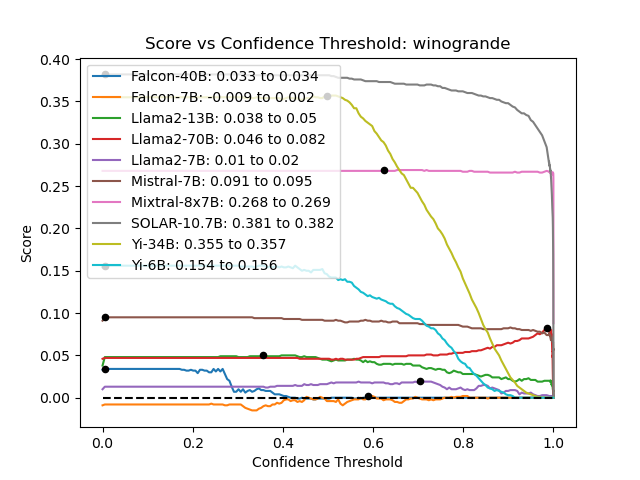 Score vs Confidence Threshold: winogrande
0.40
0.35
0.30
0.25
0.20
0.15
0.10
0.05
0.00
Score
Falcon-40B: 0.033 to 0.034
Falcon-7B: -0.009 to 0.002
Llama2-13B: 0.038 to 0.05
Llama2-70B: 0.046 to 0.082
Llama2-7B: 0.01 to 0.02
Mistral-7B: 0.091 to 0.095
Mixtral-8x7B: 0.268 to 0.269
SOLAR-10.7B: 0.381 to 0.382
Yi-34B: 0.355 to 0.357
Yi-6B: 0.154 to 0.156
0.0 0.2 0.4 0.6 0.8 1.0
Confidence Threshold